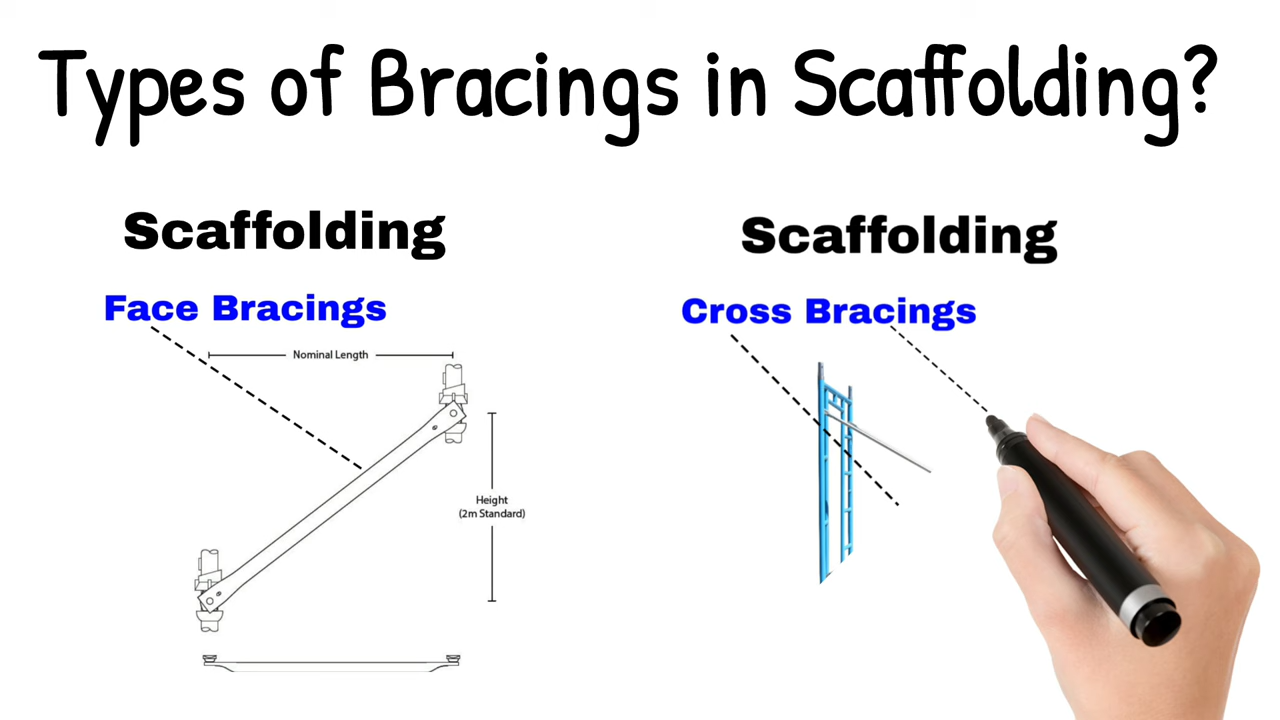 Types of Bracings in Scaffolding?
Scaffolding
Face Bracings
Nominal Length
Height
(2m Standard)
Scaffolding
Cross Bracings